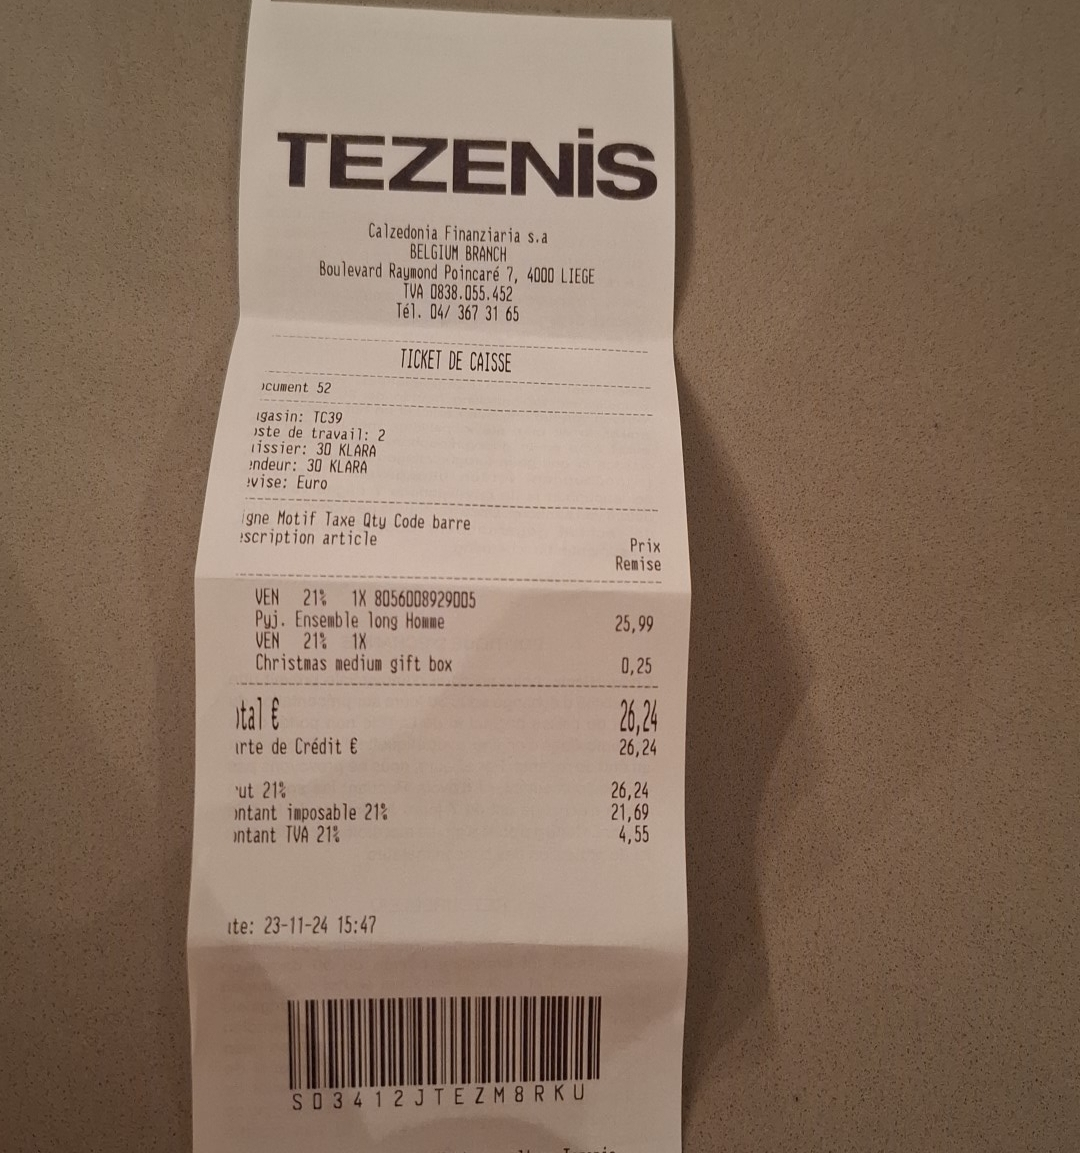 TEZENIS
Calzedonia Finanziaria s.a
BELGIUM BRANCH
Boulevard Raymond Poincaré 7, 4000 LIEGE
TVA 0838.055.452
Tél. 04/ 367 31 65
TICKET DE CAISSE
ocument 52
agasin: TC39
oste de travail: 2
aissier: 30 KLARA
endeur: 30 KLARA
evise: Euro
igne Motif Taxe Qty Code barre
escription article
Prix
Remise
VEN 21% 1X 8056008929005
Pyj. Ensemble long Homme 25,99
VEN 21% 1X
Christmas medium gift box 0,25
otal € 26,24
arte de Crédit € 26,24
rut 21% 26,24
ontant imposable 21% 21,69
ontant TVA 21% 4,55
ate: 23-11-24 15:47
S03412JTEZM8RKU